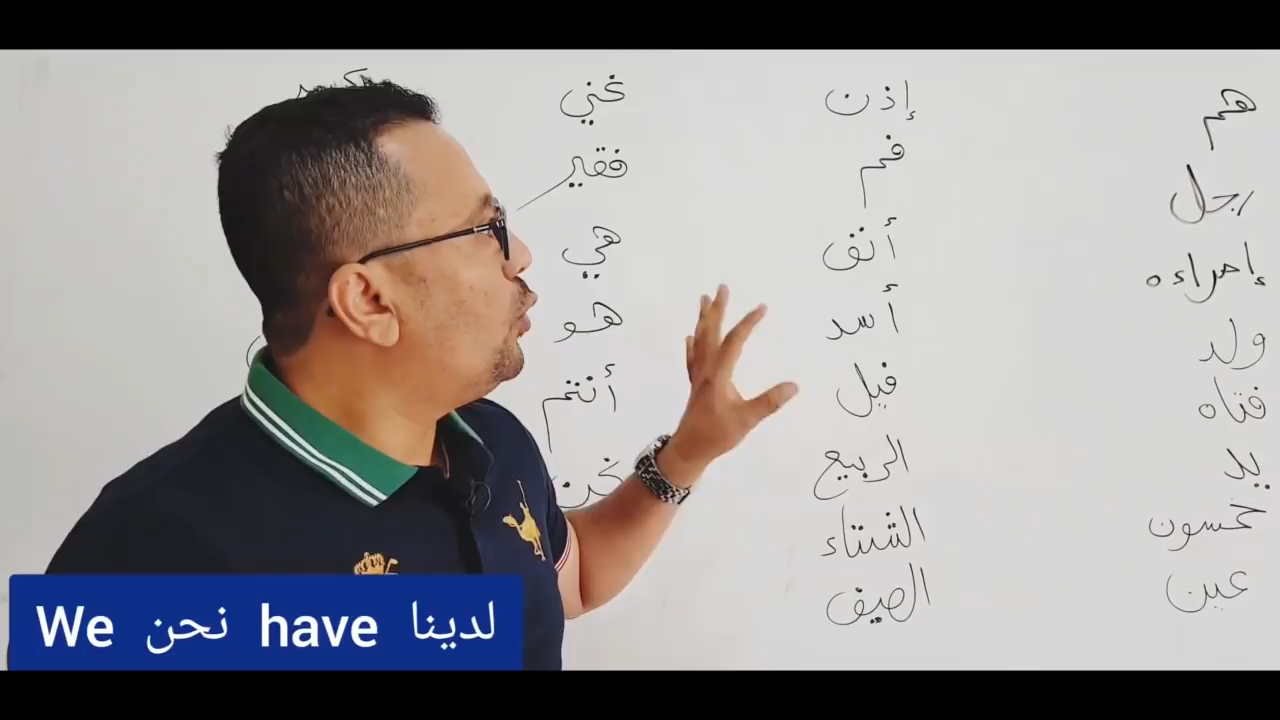 هم
رجل
إمراءه
ولد
فتاه
يد
خمسون
عين
إذن
فم
أنف
أسد
فيل
الربيع
الشتاء
الصيف
غني
فقير
هي
هو
أنتم
نحن
We نحن have لدينا